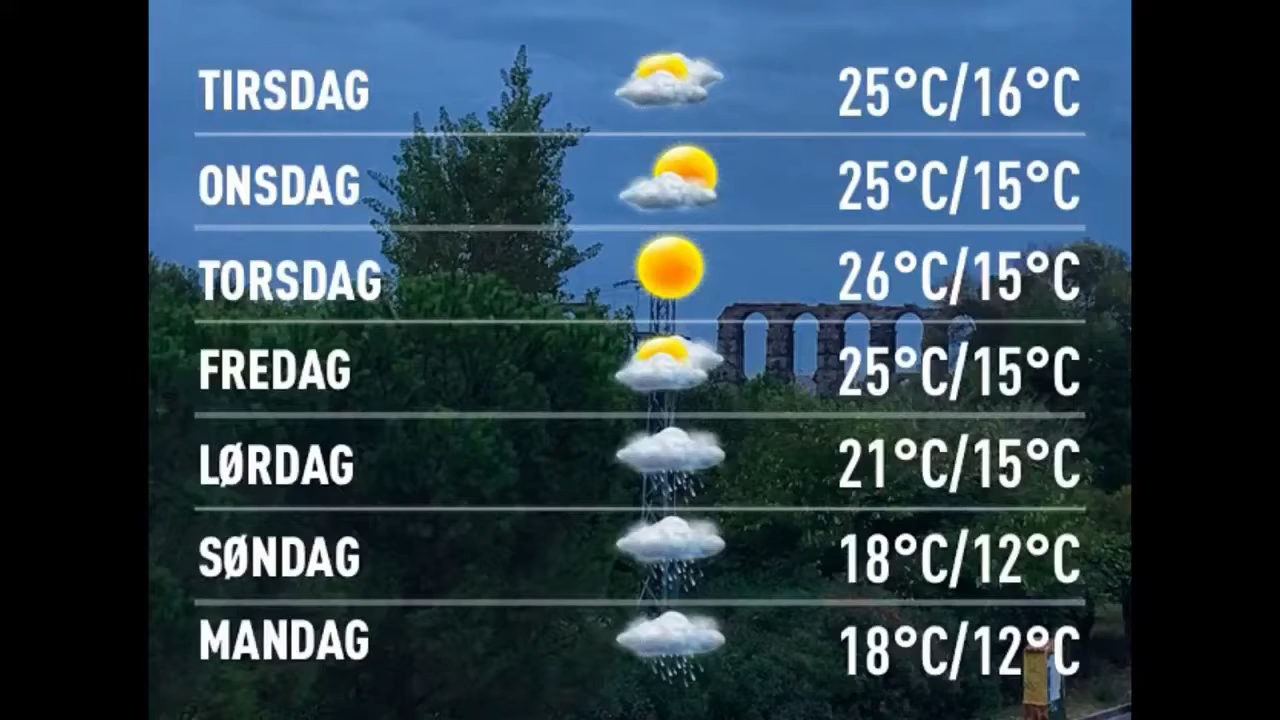 TIRSDAG 25°C/16°C
ONSDAG 25°C/15°C
TORSDAG 26°C/15°C
FREDAG 25°C/15°C
LØRDAG 21°C/15°C
SØNDAG 18°C/12°C
MANDAG 18°C/12°C